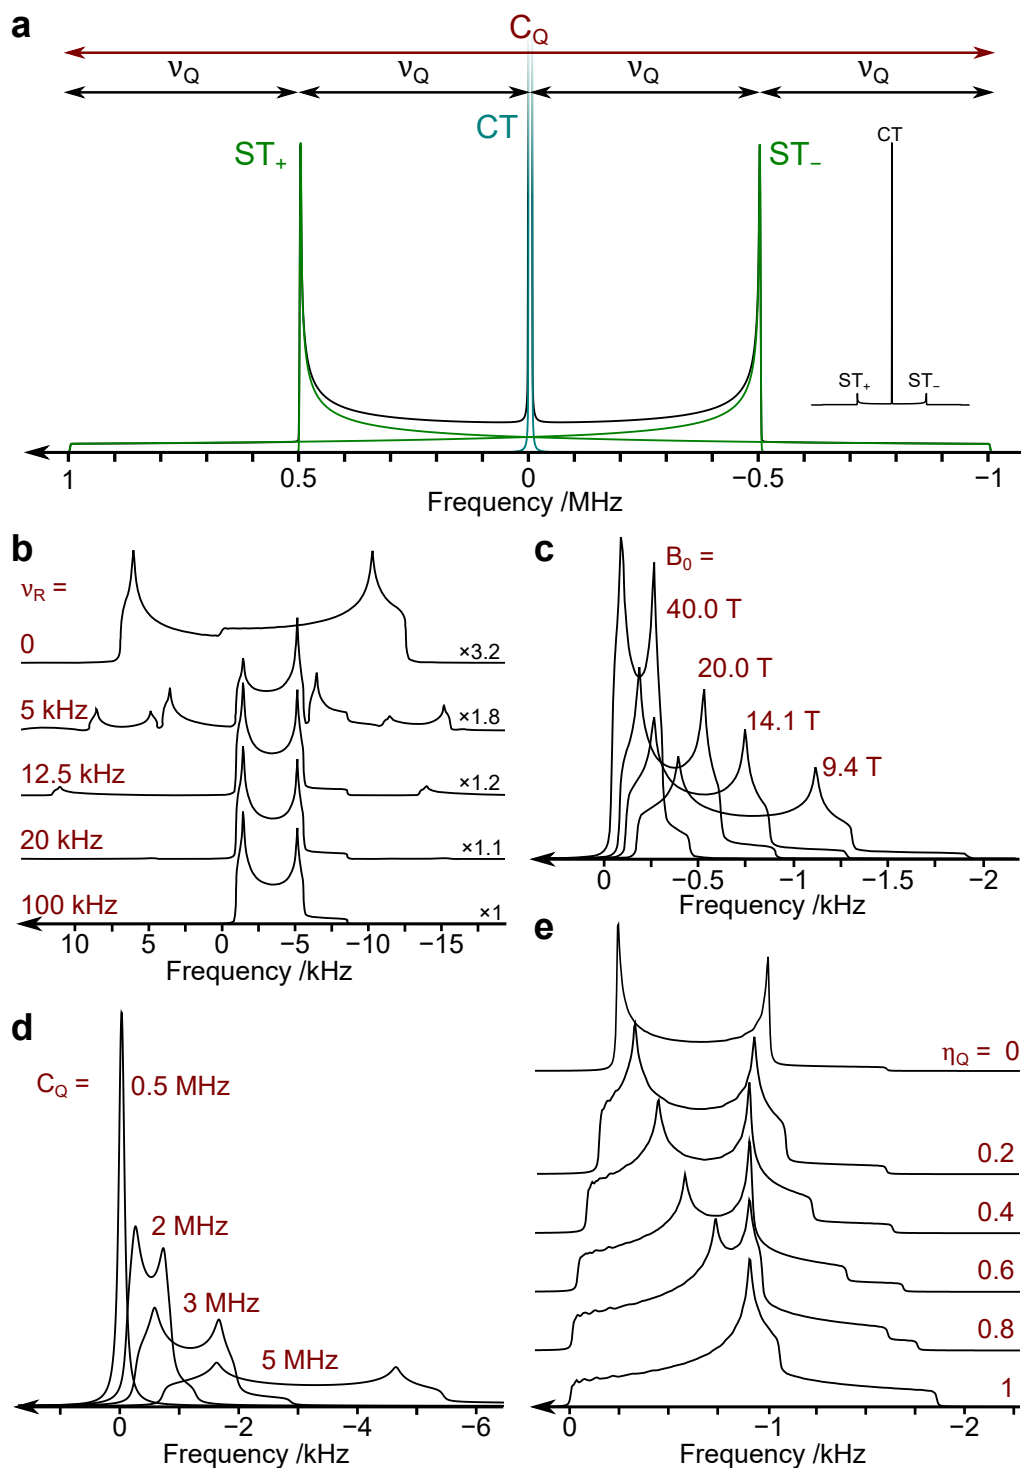 a
C_Q
ν_Q ν_Q ν_Q ν_Q
ST₊ CT ST₋
CT
ST₊ ST₋
1 0.5 0 −0.5 −1
Frequency /MHz
b
ν_R =
0 ×3.2
5 kHz ×1.8
12.5 kHz ×1.2
20 kHz ×1.1
100 kHz ×1
10 5 0 −5 −10 −15
Frequency /kHz
c
B₀ =
40.0 T
20.0 T
14.1 T
9.4 T
0 −0.5 −1 −1.5 −2
Frequency /kHz
d
C_Q = 0.5 MHz
2 MHz
3 MHz
5 MHz
0 −2 −4 −6
Frequency /kHz
e
η_Q = 0
0.2
0.4
0.6
0.8
1
0 −1 −2
Frequency /kHz